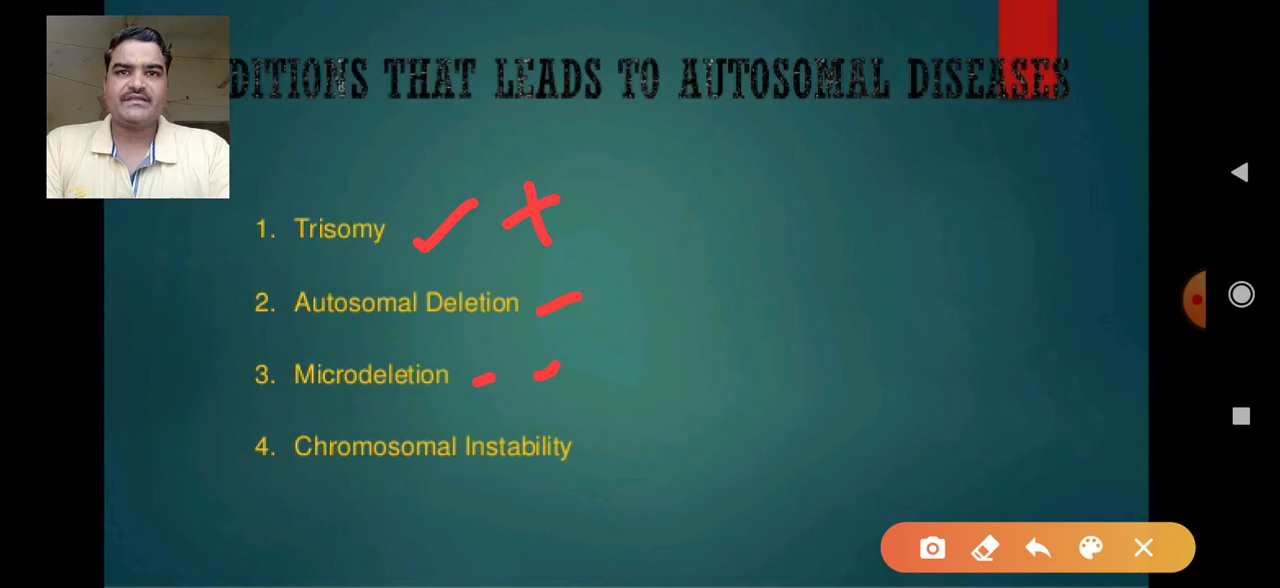 DITIONS THAT LEADS TO AUTOSOMAL DISEASES
1. Trisomy
2. Autosomal Deletion
3. Microdeletion
4. Chromosomal Instability